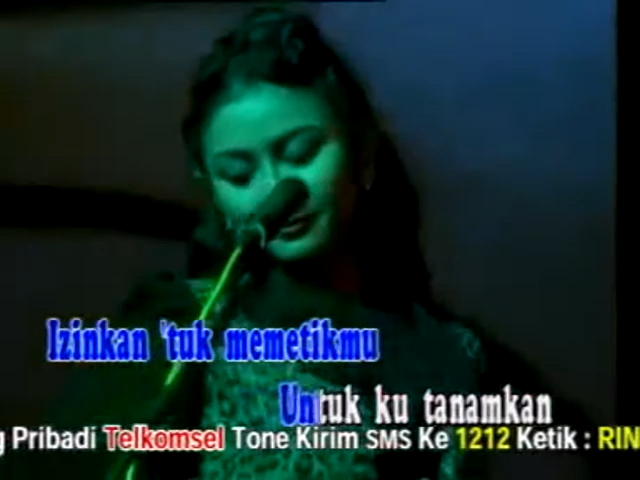 Izinkan 'tuk memetikmu
Untuk ku tanamkan
g Pribadi Telkomsel Tone Kirim SMS Ke 1212 Ketik : RIN